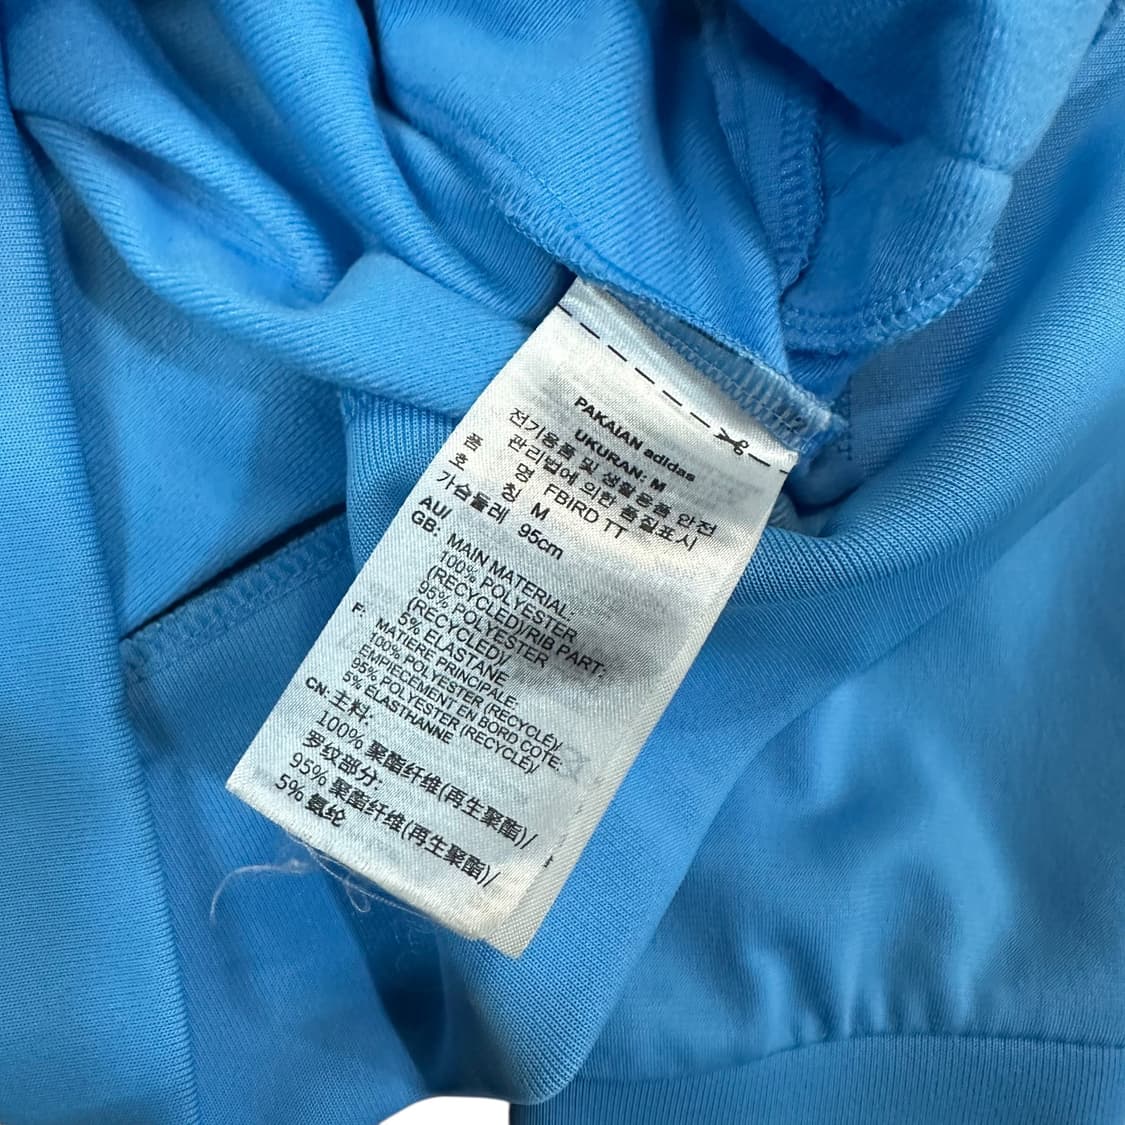 PAKAIAN adidas
UKURAN: M
전기용품 및 생활용품 안전
관리법에 의한 품질표시
품 명 FBIRD TT
호 칭 M
가슴둘레 95cm
AU/
GB: MAIN MATERIAL.
100% POLYESTER
(RECYCLED)/RIB PART:
95% POLYESTER
(RECYCLED)/
5% ELASTANE
F: MATIÈRE PRINCIPALE.
100% POLYESTER (RECYCLÉ)/
EMPIECEMENT EN BORD COTE:
95% POLYESTER (RECYCLÉ)/
5% ÉLASTHANNE
CN: 主料:
100% 聚酯纤维(再生聚酯)/
罗纹部分:
95% 聚酯纤维(再生聚酯)/
5% 氨纶